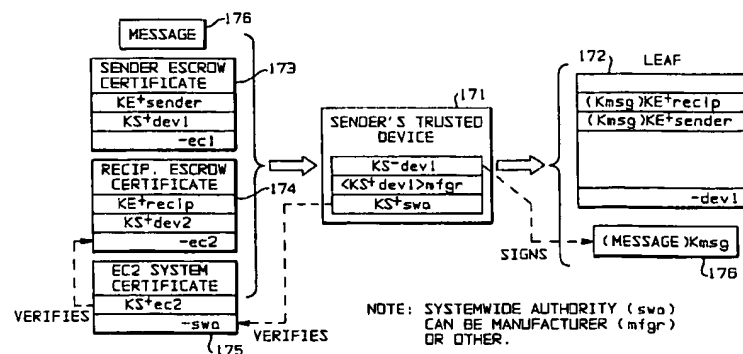 MESSAGE
176
SENDER ESCROW
CERTIFICATE
173
KE+sender
KS+dev1
-ec1
RECIP. ESCROW
CERTIFICATE
174
KE+recip
KS+dev2
-ec2
EC2 SYSTEM
CERTIFICATE
KS+ec2
-swa
175
VERIFIES
VERIFIES
171
SENDER'S TRUSTED
DEVICE
KS-dev1
<KS+dev1>mfgr
KS+swa
172
LEAF
(Kmsg)KE+recip
(Kmsg)KE+sender
-dev1
SIGNS
(MESSAGE)Kmsg
176
NOTE: SYSTEMWIDE AUTHORITY (swa)
CAN BE MANUFACTURER (mfgr)
OR OTHER.